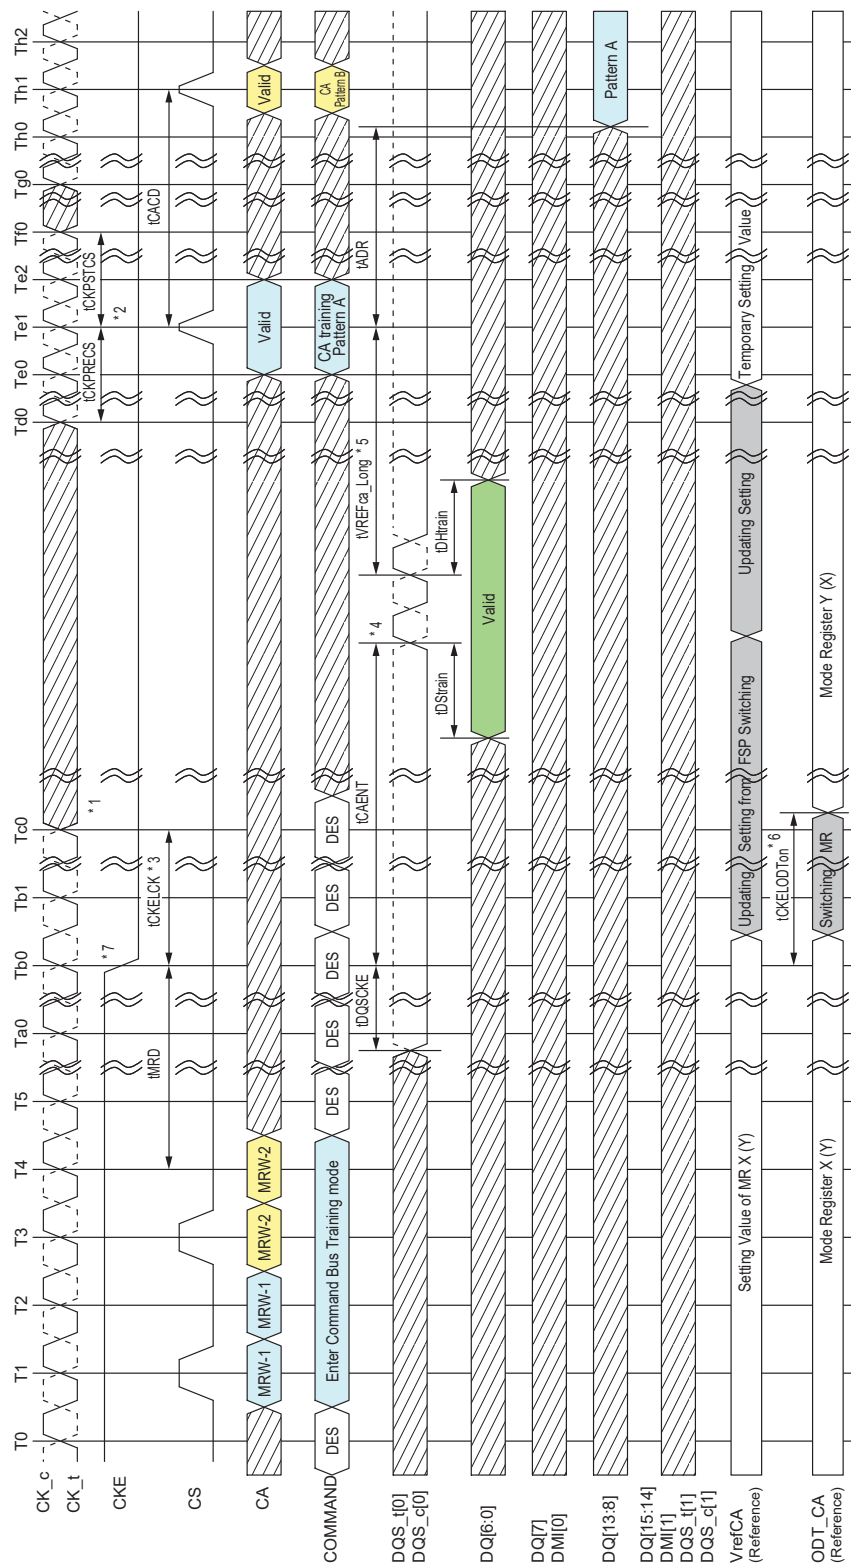 T0 T1 T2 T3 T4 T5 Ta0 Tb0 Tb1 Tc0 Td0 Te0 Te1 Te2 Tf0 Tg0 Th0 Th1 Th2
CK_c
CK_t
*1
tCKPRECS
tCKPSTCS
CKE
*7
*2
tMRD
tCKELCK *3
tCACD
CS
CA
MRW-1 MRW-1 MRW-2 MRW-2 Valid Valid
COMMAND
DES Enter Command Bus Training mode DES DES DES DES DES
CA training
Pattern A
CA
Pattern B
tDQSCKE
tCAENT
*4
tVREFca_Long *5
tADR
DQS_t[0]
DQS_c[0]
tDStrain
tDHtrain
DQ[6:0]
Valid
DQ[7]
DMI[0]
DQ[13:8]
Pattern A
DQ[15:14]
DMI[1]
DQS_t[1]
DQS_c[1]
VrefCA
(Reference)
Setting Value of MR X (Y) Updating Setting from FSP Switching Updating Setting Temporary Setting Value
tCKELODTon
*6
ODT_CA
(Reference)
Mode Register X (Y) Switching MR Mode Register Y (X)